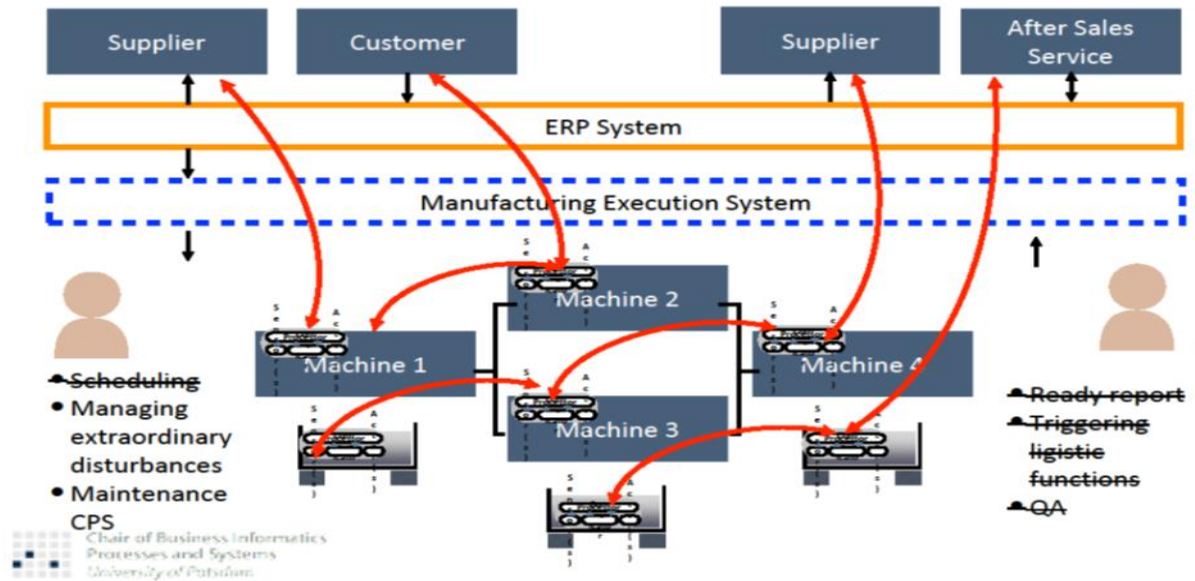 Supplier
Customer
Supplier
After Sales
Service
ERP System
Manufacturing Execution System
Machine 2
Machine 1
Machine 4
Machine 3
Scheduling
Managing
extraordinary
disturbances
Maintenance
CPS
Ready report
Triggering
ligistic
functions
QA
Chair of Business Informatics
Processes and Systems
University of Potsdam